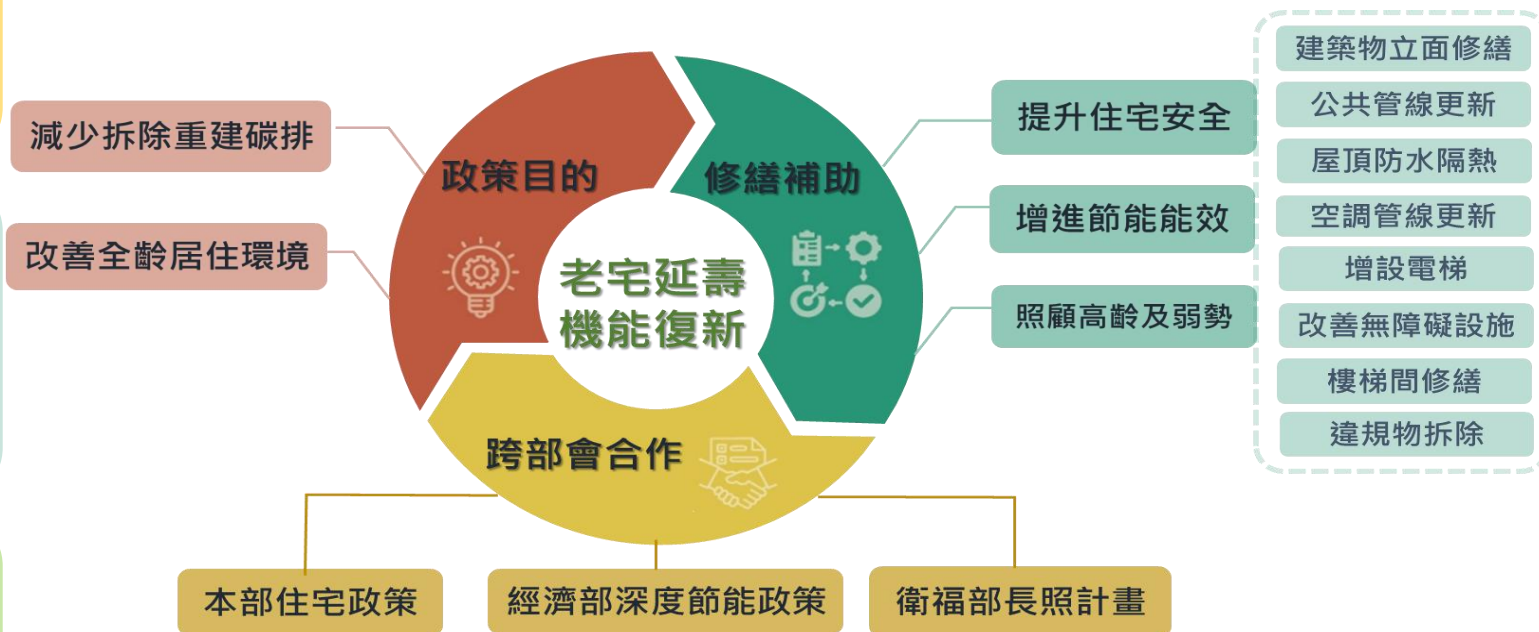 減少拆除重建碳排
改善全齡居住環境
政策目的
修繕補助
老宅延壽
機能復新
跨部會合作
提升住宅安全
增進節能能效
照顧高齡及弱勢
建築物立面修繕
公共管線更新
屋頂防水隔熱
空調管線更新
增設電梯
改善無障礙設施
樓梯間修繕
違規物拆除
本部住宅政策
經濟部深度節能政策
衛福部長照計畫